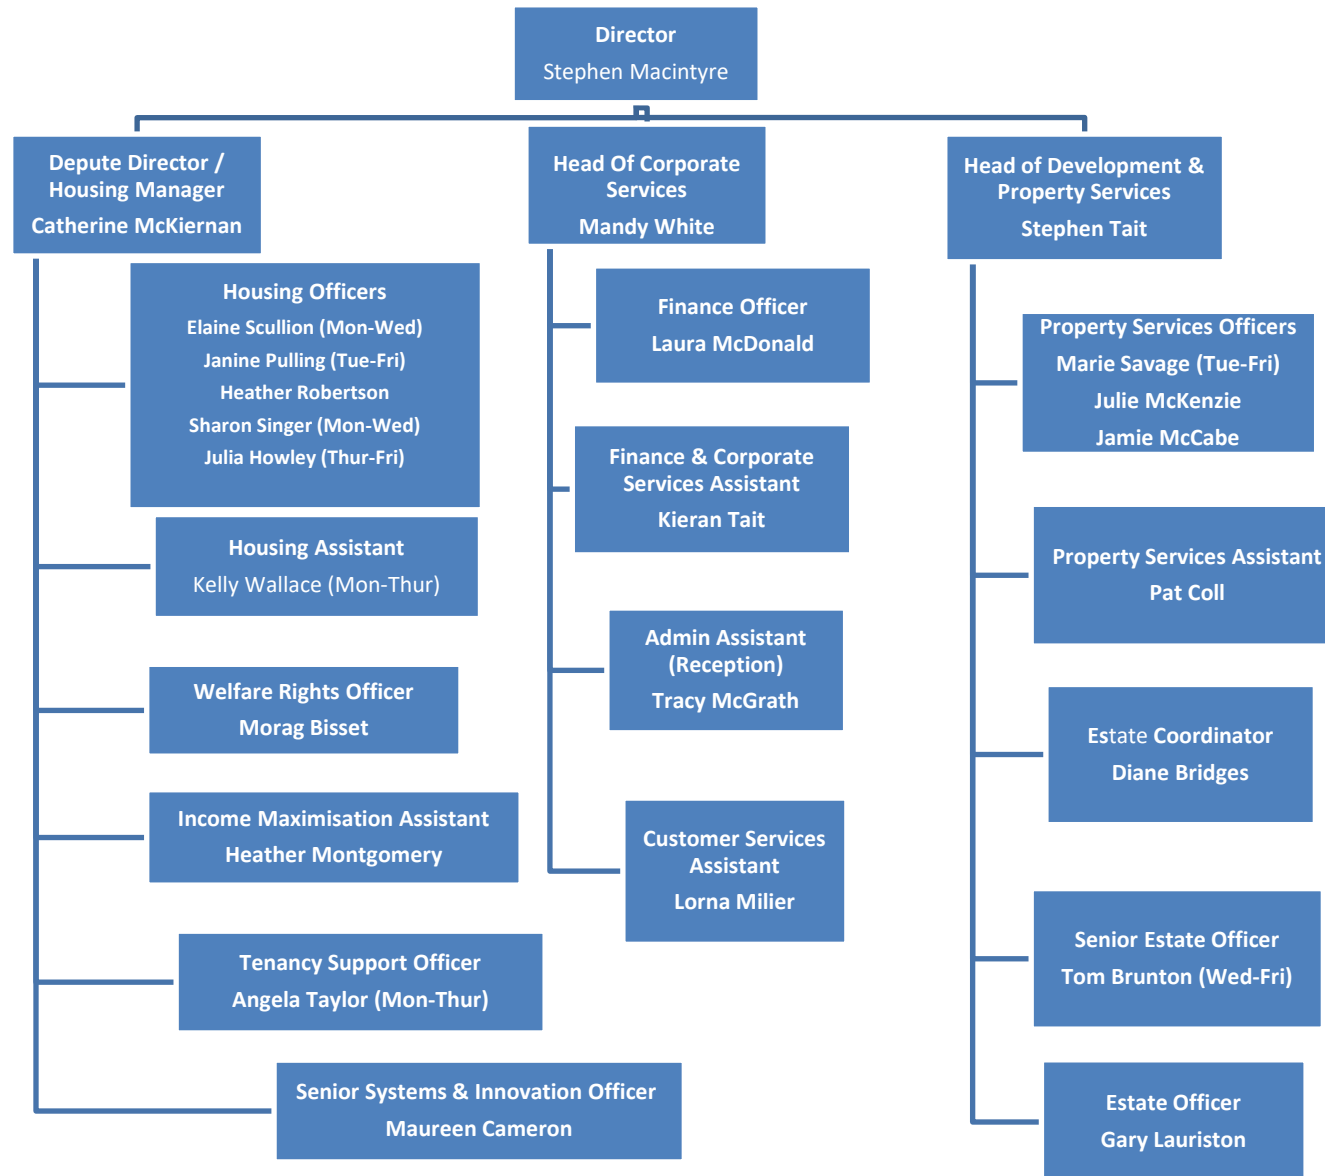 Director
Stephen Macintyre
Depute Director /
Housing Manager
Catherine McKiernan
Housing Officers
Elaine Scullion (Mon-Wed)
Janine Pulling (Tue-Fri)
Heather Robertson
Sharon Singer (Mon-Wed)
Julia Howley (Thur-Fri)
Housing Assistant
Kelly Wallace (Mon-Thur)
Welfare Rights Officer
Morag Bisset
Income Maximisation Assistant
Heather Montgomery
Tenancy Support Officer
Angela Taylor (Mon-Thur)
Senior Systems & Innovation Officer
Maureen Cameron
Head Of Corporate
Services
Mandy White
Finance Officer
Laura McDonald
Finance & Corporate
Services Assistant
Kieran Tait
Admin Assistant
(Reception)
Tracy McGrath
Customer Services
Assistant
Lorna Milier
Head of Development &
Property Services
Stephen Tait
Property Services Officers
Marie Savage (Tue-Fri)
Julie McKenzie
Jamie McCabe
Property Services Assistant
Pat Coll
Estate Coordinator
Diane Bridges
Senior Estate Officer
Tom Brunton (Wed-Fri)
Estate Officer
Gary Lauriston